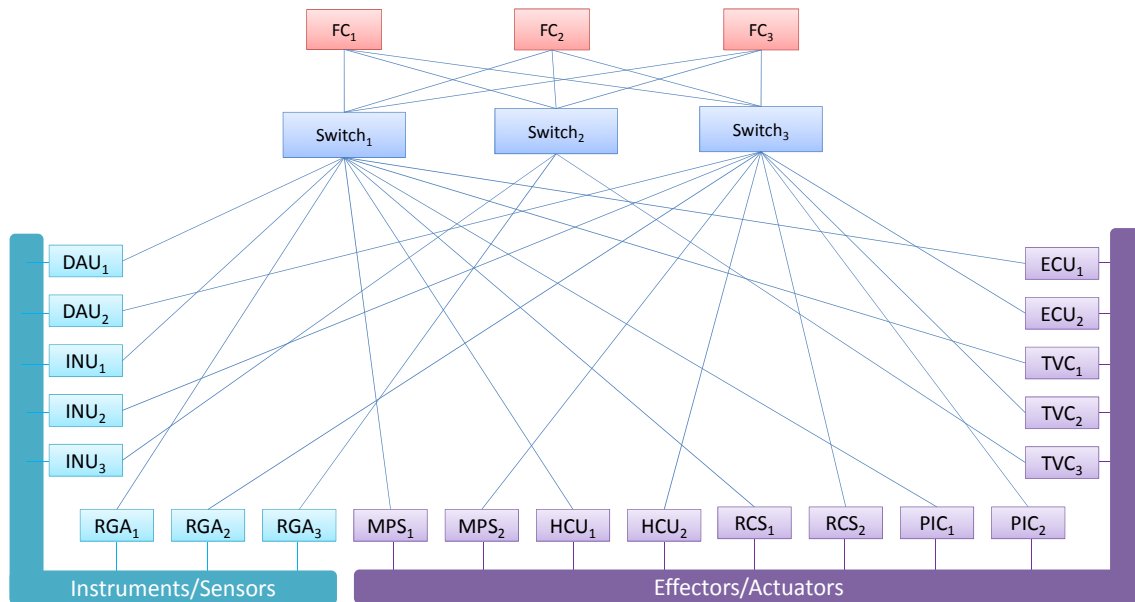 FC₁
FC₂
FC₃
Switch₁
Switch₂
Switch₃
DAU₁
DAU₂
INU₁
INU₂
INU₃
ECU₁
ECU₂
TVC₁
TVC₂
TVC₃
RGA₁
RGA₂
RGA₃
MPS₁
MPS₂
HCU₁
HCU₂
RCS₁
RCS₂
PIC₁
PIC₂
Instruments/Sensors
Effectors/Actuators